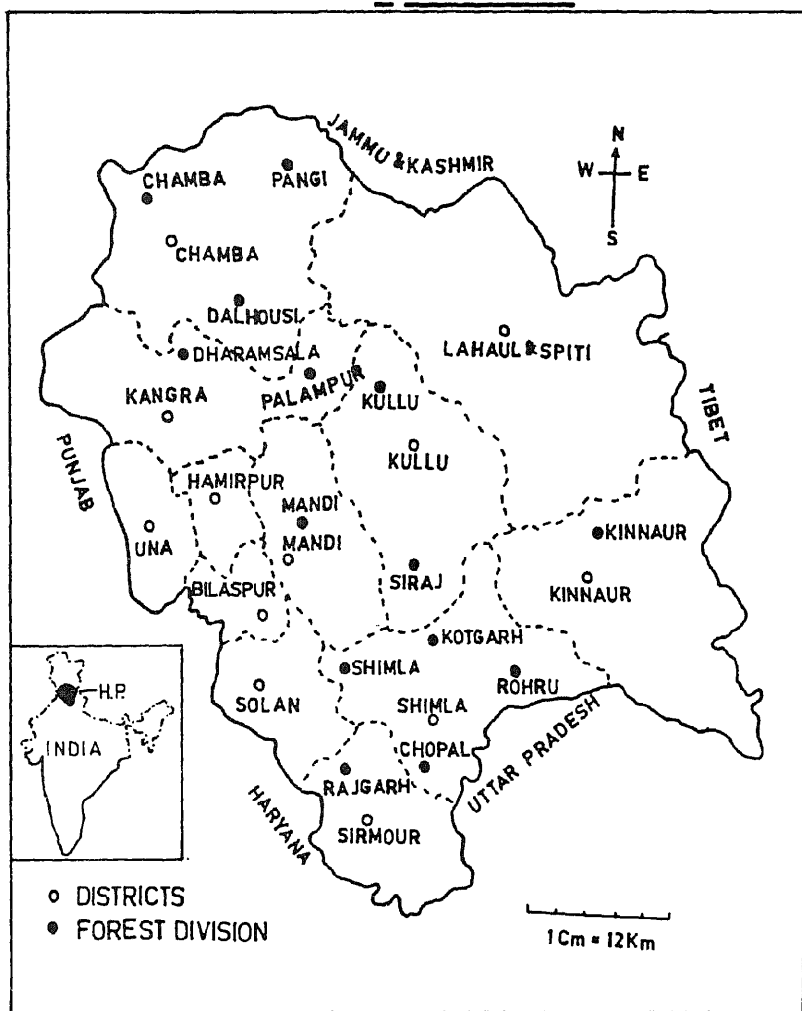 JAMMU & KASHMIR
N
W E
S
CHAMBA
PANGI
CHAMBA
DALHOUSI
DHARAMSALA
LAHAUL & SPITI
PALAMPUR
KANGRA
KULLU
TIBET
PUNJAB
KULLU
HAMIRPUR
MANDI
UNA
MANDI
KINNAUR
BILASPUR
SIRAJ
KINNAUR
KOTGARH
SHIMLA
ROHRU
SOLAN
SHIMLA
H.P.
INDIA
CHOPAL
UTTAR PRADESH
RAJGARH
HARYANA
SIRMOUR
DISTRICTS
FOREST DIVISION
1 Cm = 12 Km